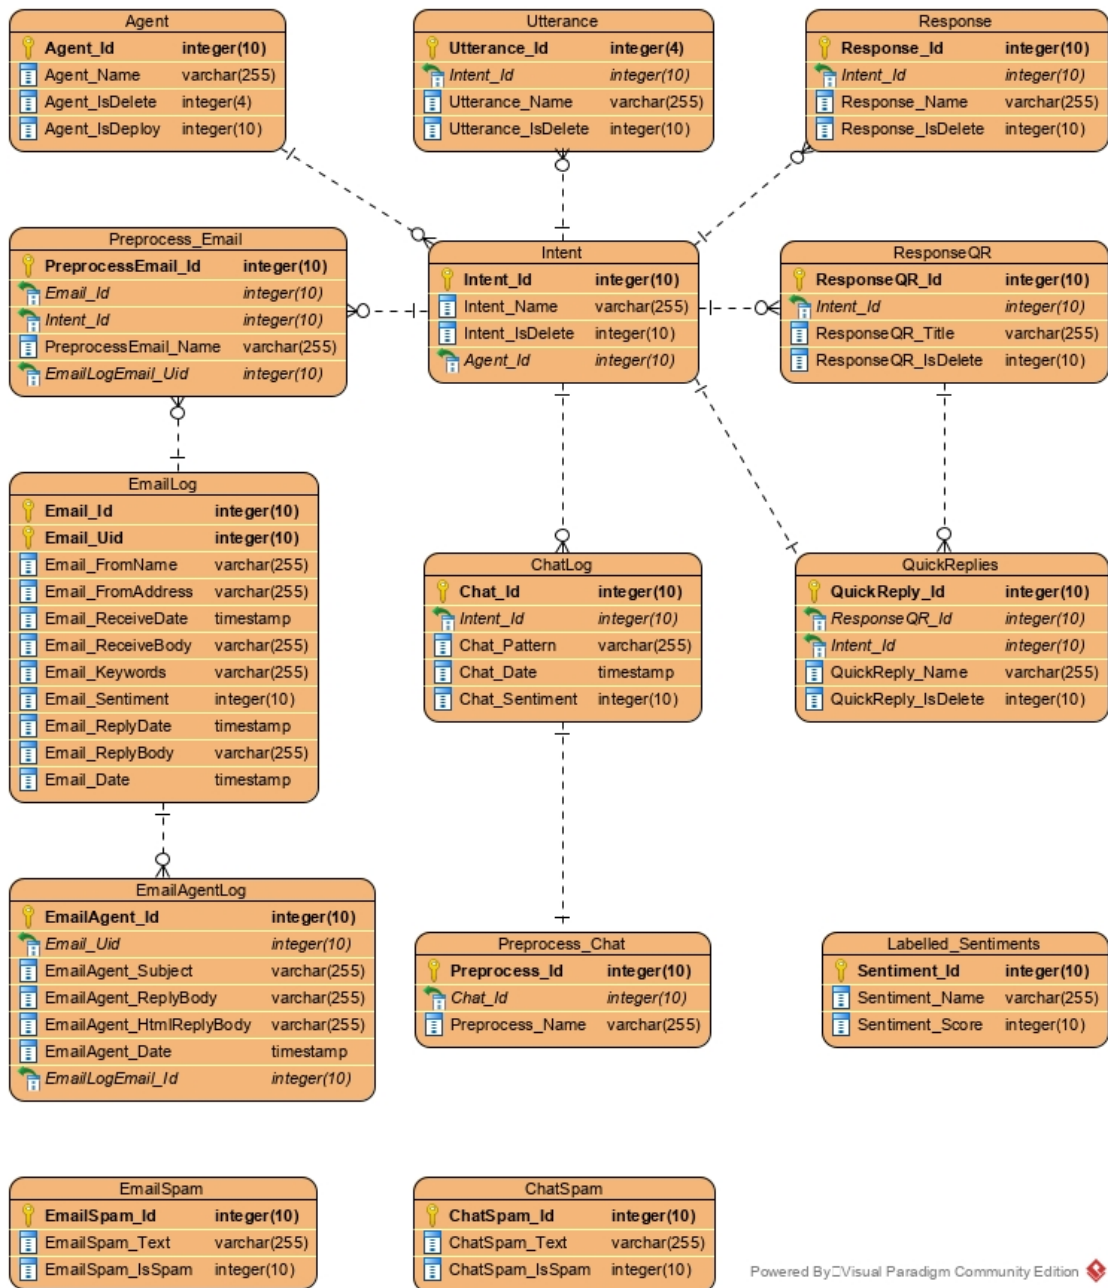 Agent
Agent_Id integer(10)
Agent_Name varchar(255)
Agent_IsDelete integer(4)
Agent_IsDeploy integer(10)
Utterance
Utterance_Id integer(4)
Intent_Id integer(10)
Utterance_Name varchar(255)
Utterance_IsDelete integer(10)
Response
Response_Id integer(10)
Intent_Id integer(10)
Response_Name varchar(255)
Response_IsDelete integer(10)
Preprocess_Email
PreprocessEmail_Id integer(10)
Email_Id integer(10)
Intent_Id integer(10)
PreprocessEmail_Name varchar(255)
EmailLogEmail_Uid integer(10)
Intent
Intent_Id integer(10)
Intent_Name varchar(255)
Intent_IsDelete integer(10)
Agent_Id integer(10)
ResponseQR
ResponseQR_Id integer(10)
Intent_Id integer(10)
ResponseQR_Title varchar(255)
ResponseQR_IsDelete integer(10)
EmailLog
Email_Id integer(10)
Email_Uid integer(10)
Email_FromName varchar(255)
Email_FromAddress varchar(255)
Email_ReceiveDate timestamp
Email_ReceiveBody varchar(255)
Email_Keywords varchar(255)
Email_Sentiment integer(10)
Email_ReplyDate timestamp
Email_ReplyBody varchar(255)
Email_Date timestamp
ChatLog
Chat_Id integer(10)
Intent_Id integer(10)
Chat_Pattern varchar(255)
Chat_Date timestamp
Chat_Sentiment integer(10)
QuickReplies
QuickReply_Id integer(10)
ResponseQR_Id integer(10)
Intent_Id integer(10)
QuickReply_Name varchar(255)
QuickReply_IsDelete integer(10)
EmailAgentLog
EmailAgent_Id integer(10)
Email_Uid integer(10)
EmailAgent_Subject varchar(255)
EmailAgent_ReplyBody varchar(255)
EmailAgent_HtmlReplyBody varchar(255)
EmailAgent_Date timestamp
EmailLogEmail_Id integer(10)
Preprocess_Chat
Preprocess_Id integer(10)
Chat_Id integer(10)
Preprocess_Name varchar(255)
Labelled_Sentiments
Sentiment_Id integer(10)
Sentiment_Name varchar(255)
Sentiment_Score integer(10)
EmailSpam
EmailSpam_Id integer(10)
EmailSpam_Text varchar(255)
EmailSpam_IsSpam integer(10)
ChatSpam
ChatSpam_Id integer(10)
ChatSpam_Text varchar(255)
ChatSpam_IsSpam integer(10)
Powered By□Visual Paradigm Community Edition